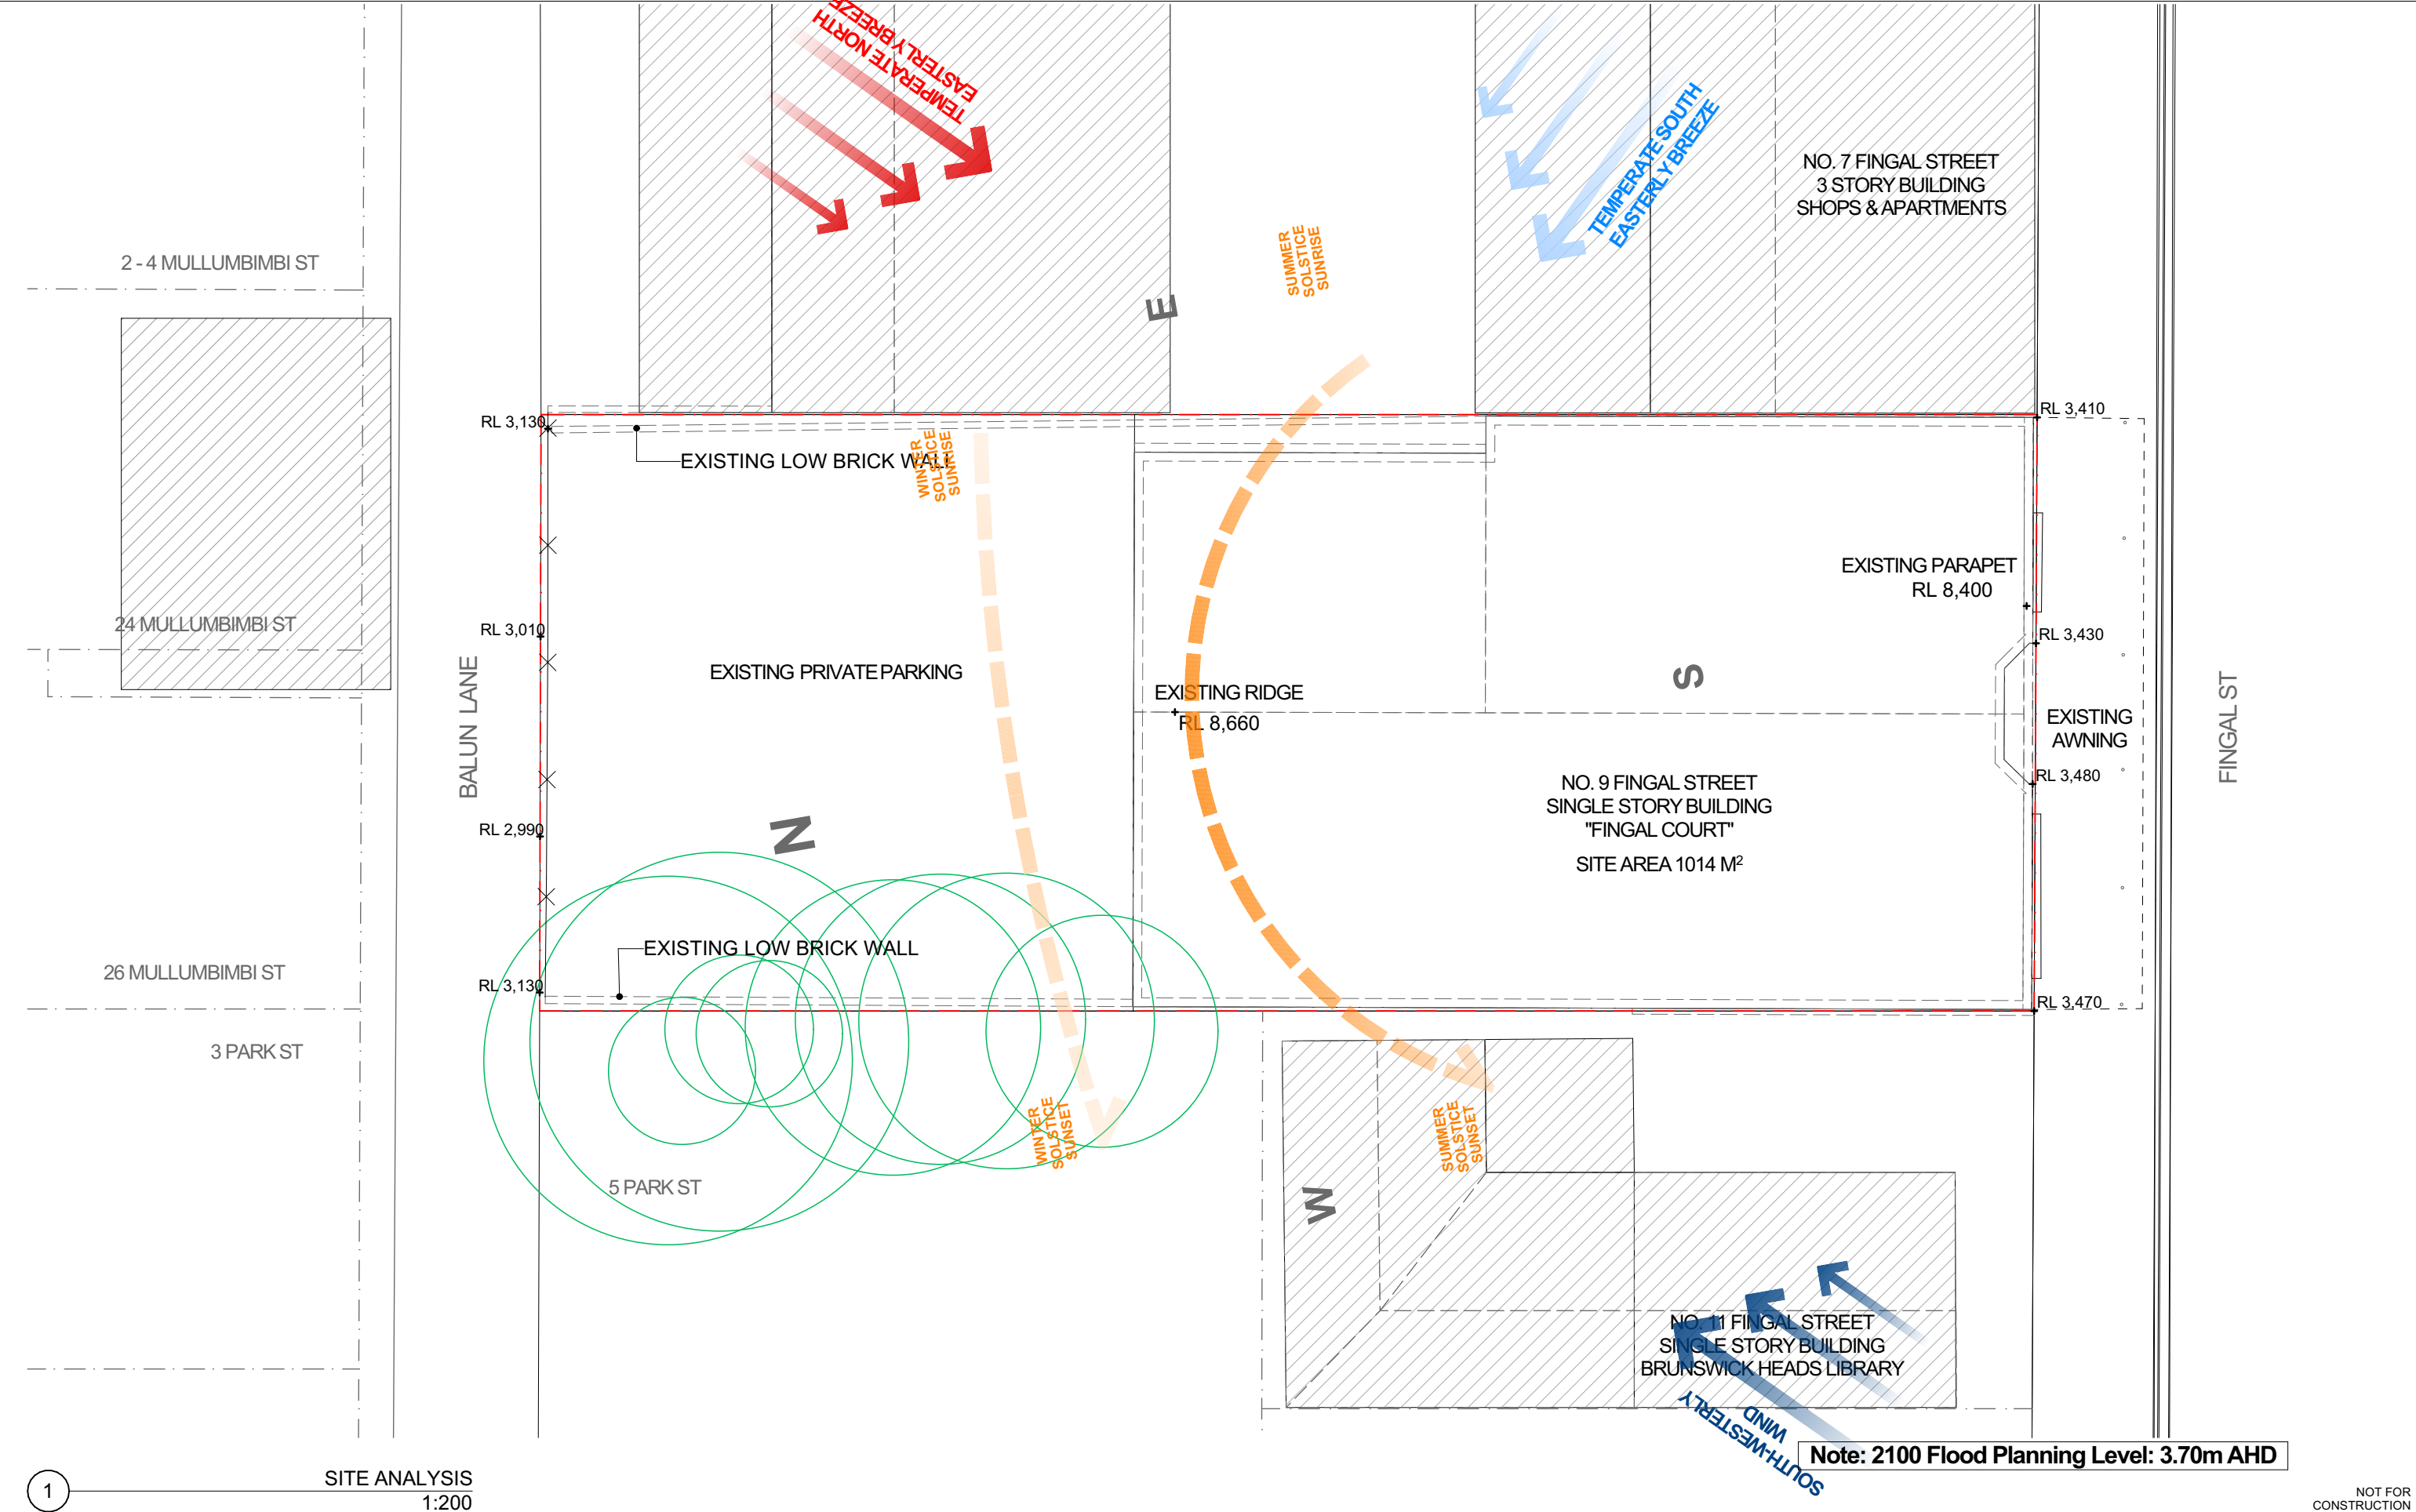 TEMPERATE NORTH
EASTERLY BREEZE
TEMPERATE SOUTH
EASTERLY BREEZE
NO. 7 FINGAL STREET
3 STORY BUILDING
SHOPS & APARTMENTS
2 - 4 MULLUMBIMBI ST
SUMMER
SOLSTICE
SUNRISE
E
RL 3,130
RL 3,410
EXISTING LOW BRICK WALL
WINTER
SOLSTICE
SUNRISE
EXISTING PARAPET
RL 8,400
24 MULLUMBIMBI ST
RL 3,010
RL 3,430
BALUN LANE
EXISTING PRIVATE PARKING
S
EXISTING RIDGE
RL 8,660
EXISTING
AWNING
FINGAL ST
RL 3,480
NO. 9 FINGAL STREET
SINGLE STORY BUILDING
"FINGAL COURT"
SITE AREA 1014 M²
N
RL 2,990
EXISTING LOW BRICK WALL
26 MULLUMBIMBI ST
RL 3,130
RL 3,470
3 PARK ST
WINTER
SOLSTICE
SUNSET
SUMMER
SOLSTICE
SUNSET
5 PARK ST
W
NO. 11 FINGAL STREET
SINGLE STORY BUILDING
BRUNSWICK HEADS LIBRARY
SOUTH-WESTERLY
WIND
Note: 2100 Flood Planning Level: 3.70m AHD
1
SITE ANALYSIS
1:200
NOT FOR
CONSTRUCTION